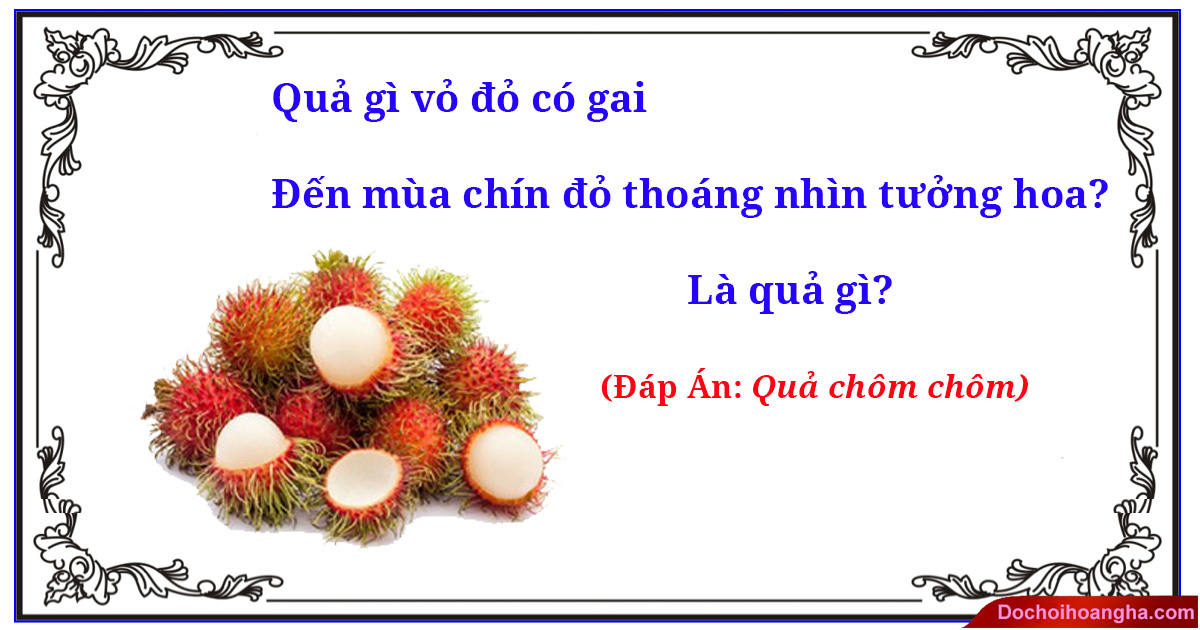 Quả gì vỏ đỏ có gai
Đến mùa chín đỏ thoáng nhìn tưởng hoa?
Là quả gì?
(Đáp Án: Quả chôm chôm)
Dochoihoangha.com